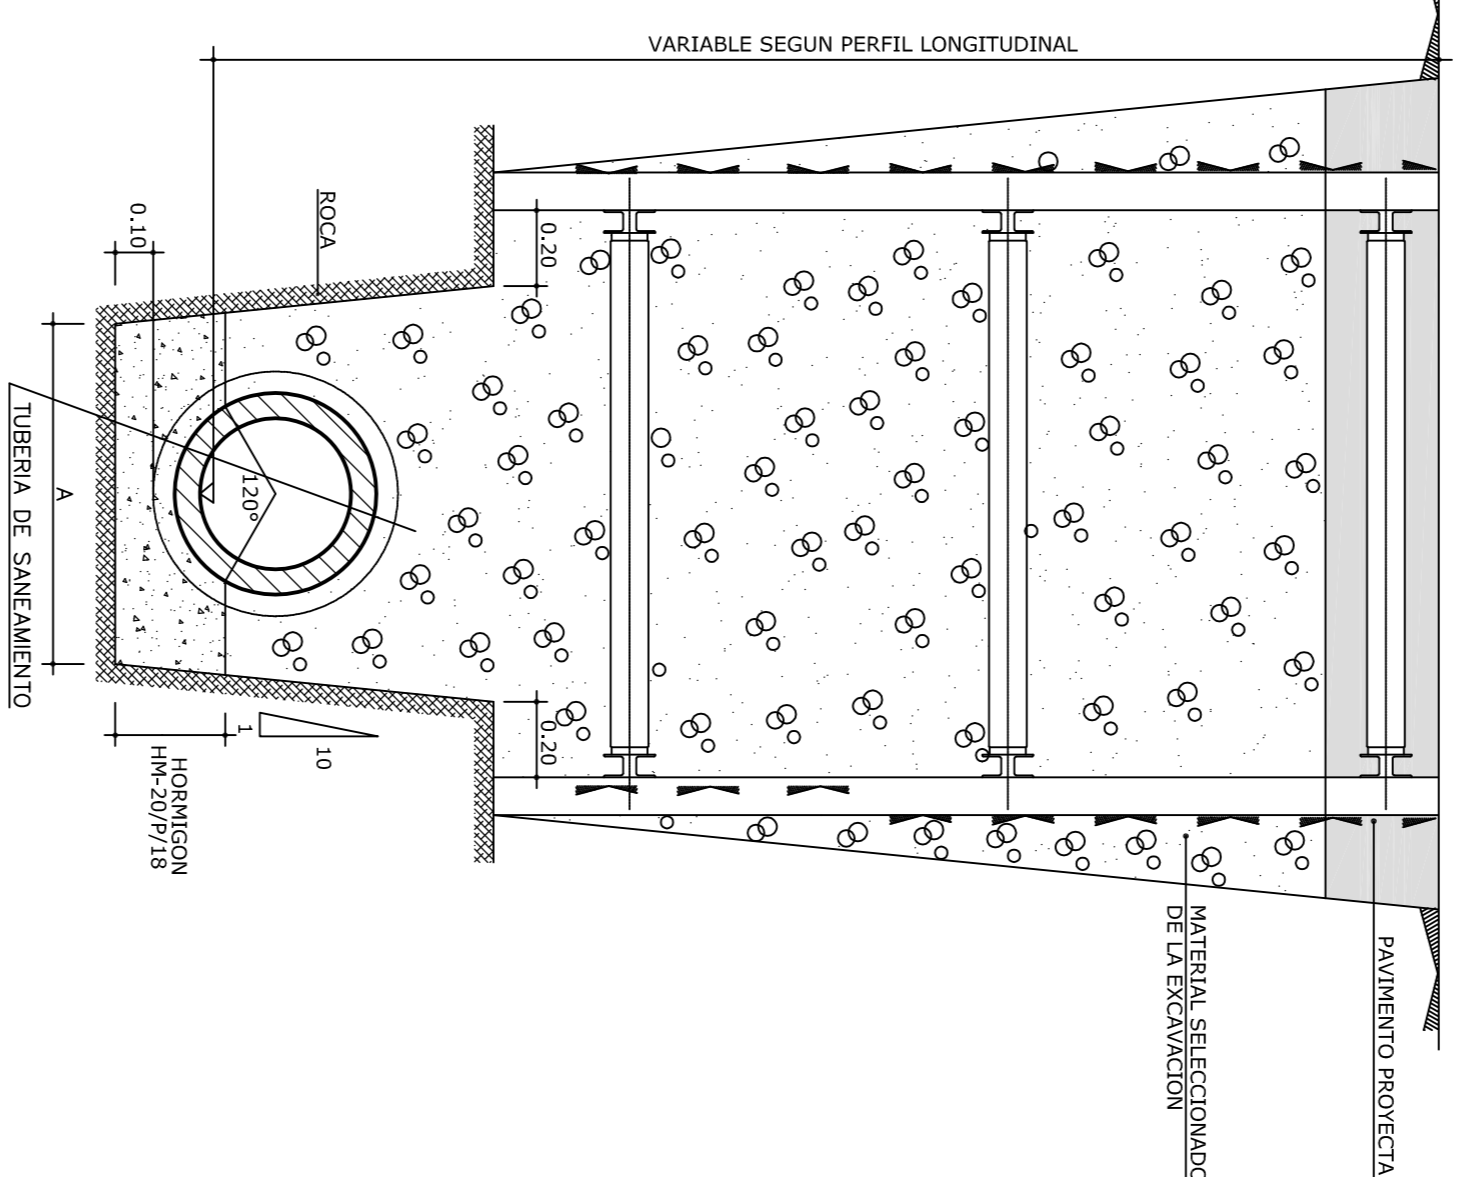 VARIABLE SEGUN PERFIL LONGITUDINAL
ROCA
0.10
0.20
A
120°
TUBERIA DE SANEAMIENTO
0.20
1
10
HORMIGON
HM-20/P/18
MATERIAL SELECCIONADO
DE LA EXCAVACION
PAVIMENTO PROYECTA